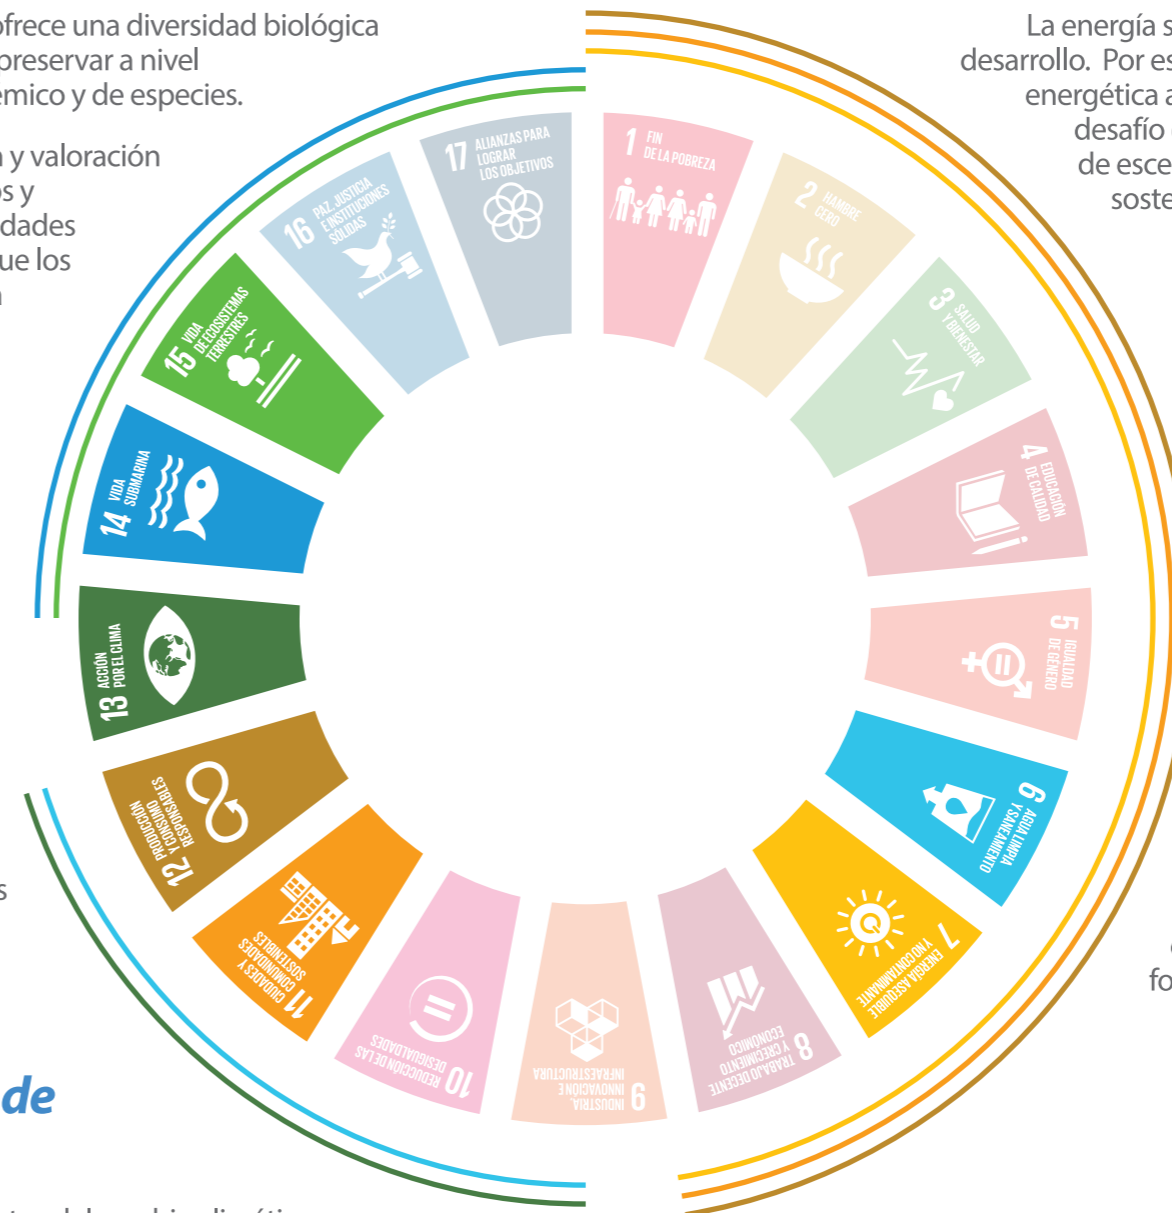 ofrece una diversidad biológica
preservar a nivel
émico y de especies.
y valoración
os y
idades
que los
La energía s
desarrollo. Por es
energética a
desafío
de esce
soste
1 FIN
DE LA POBREZA
2 HAMBRE
CERO
3 SALUD
Y BIENESTAR
4 EDUCACIÓN
DE CALIDAD
5 IGUALDAD
DE GÉNERO
6 AGUA LIMPIA
Y SANEAMIENTO
7 ENERGÍA ASEQUIBLE
Y NO CONTAMINANTE
8 TRABAJO DECENTE
Y CRECIMIENTO
ECONÓMICO
9 INDUSTRIA,
INNOVACIÓN E
INFRAESTRUCTURA
10 REDUCCIÓN DE LAS
DESIGUALDADES
11 CIUDADES Y
COMUNIDADES
SOSTENIBLES
12 PRODUCCIÓN
Y CONSUMO
RESPONSABLES
13 ACCIÓN
POR EL CLIMA
14 VIDA
SUBMARINA
15 VIDA
DE ECOSISTEMAS
TERRESTRES
16 PAZ, JUSTICIA
E INSTITUCIONES
SÓLIDAS
17 ALIANZAS PARA
LOGRAR
LOS OBJETIVOS
s
fo
de